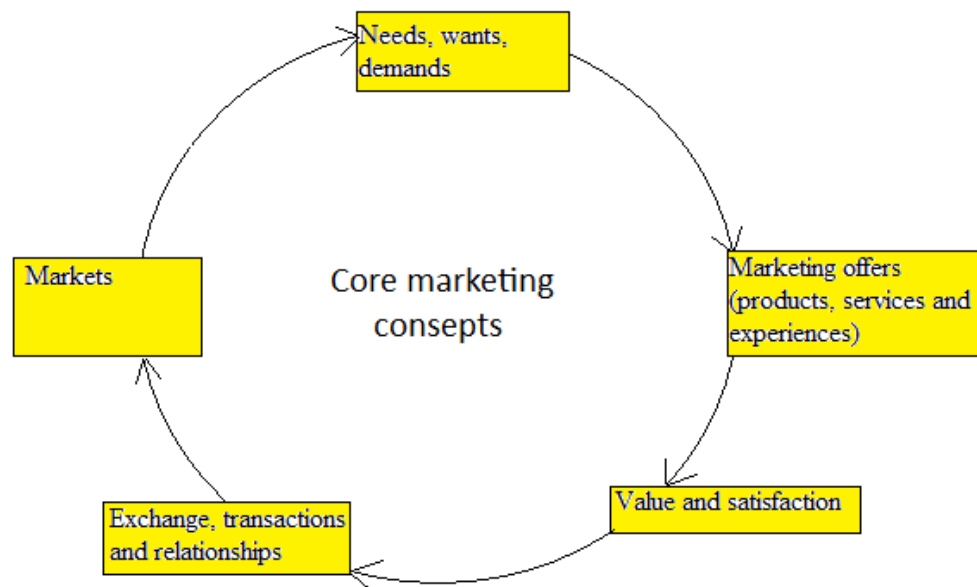 Needs, wants,
demands
Marketing offers
(products, services and
experiences)
Value and satisfaction
Exchange, transactions
and relationships
Markets
Core marketing
consepts